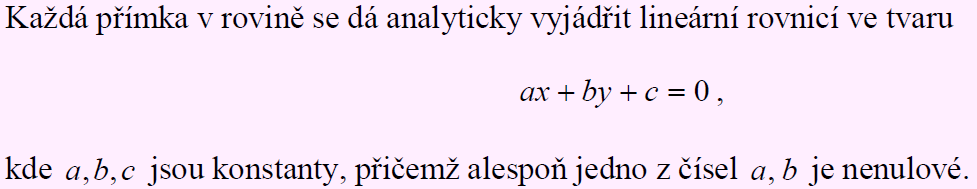 Každá přímka v rovině se dá analyticky vyjádřit lineární rovnicí ve tvaru
ax + by + c = 0 ,
kde a, b, c jsou konstanty, přičemž alespoň jedno z čísel a, b je nenulové.